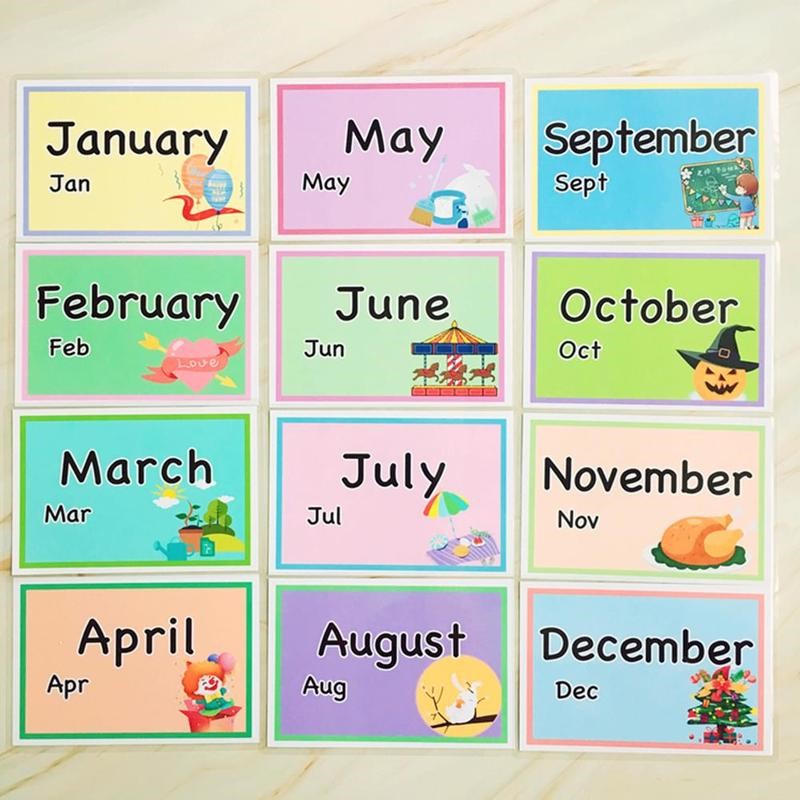 January
Jan
February
Feb
Love
March
Mar
April
Apr
May
May
June
Jun
July
Jul
August
Aug
September
Sept
October
Oct
November
Nov
December
Dec